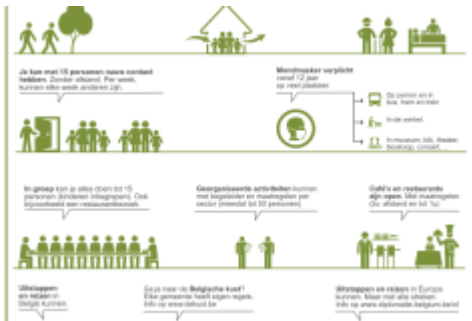 Je kan met 15 personen nauw contact
hebben. Zonder afstand. Per week,
kunnen elke week anderen zijn.
Mondmasker verplicht
vanaf 12 jaar
op veel plaatsen
Op perron en in
bus, tram en trein
In de winkel.
In museum, bib, theater,
bioscoop, concert...
In groep kan je alles doen tot 15
personen (kinderen inbegrepen). Ook
bijvoorbeeld een restaurantbezoek.
Georganiseerde activiteiten kunnen
met begeleider en maatregelen per
sector (meestal tot 50 personen).
Café's en restaurants
zijn open. Met maatregelen
(bv. afstand en tot 1u)
Uitstappen
en reizen in
België kunnen.
Ga je naar de Belgische kust?
Elke gemeente heeft eigen regels.
Info op www.dekust.be
Uitstappen en reizen in Europa
kunnen. Maar niet alle streken.
Info op www.diplomatie.belgium.be/nl